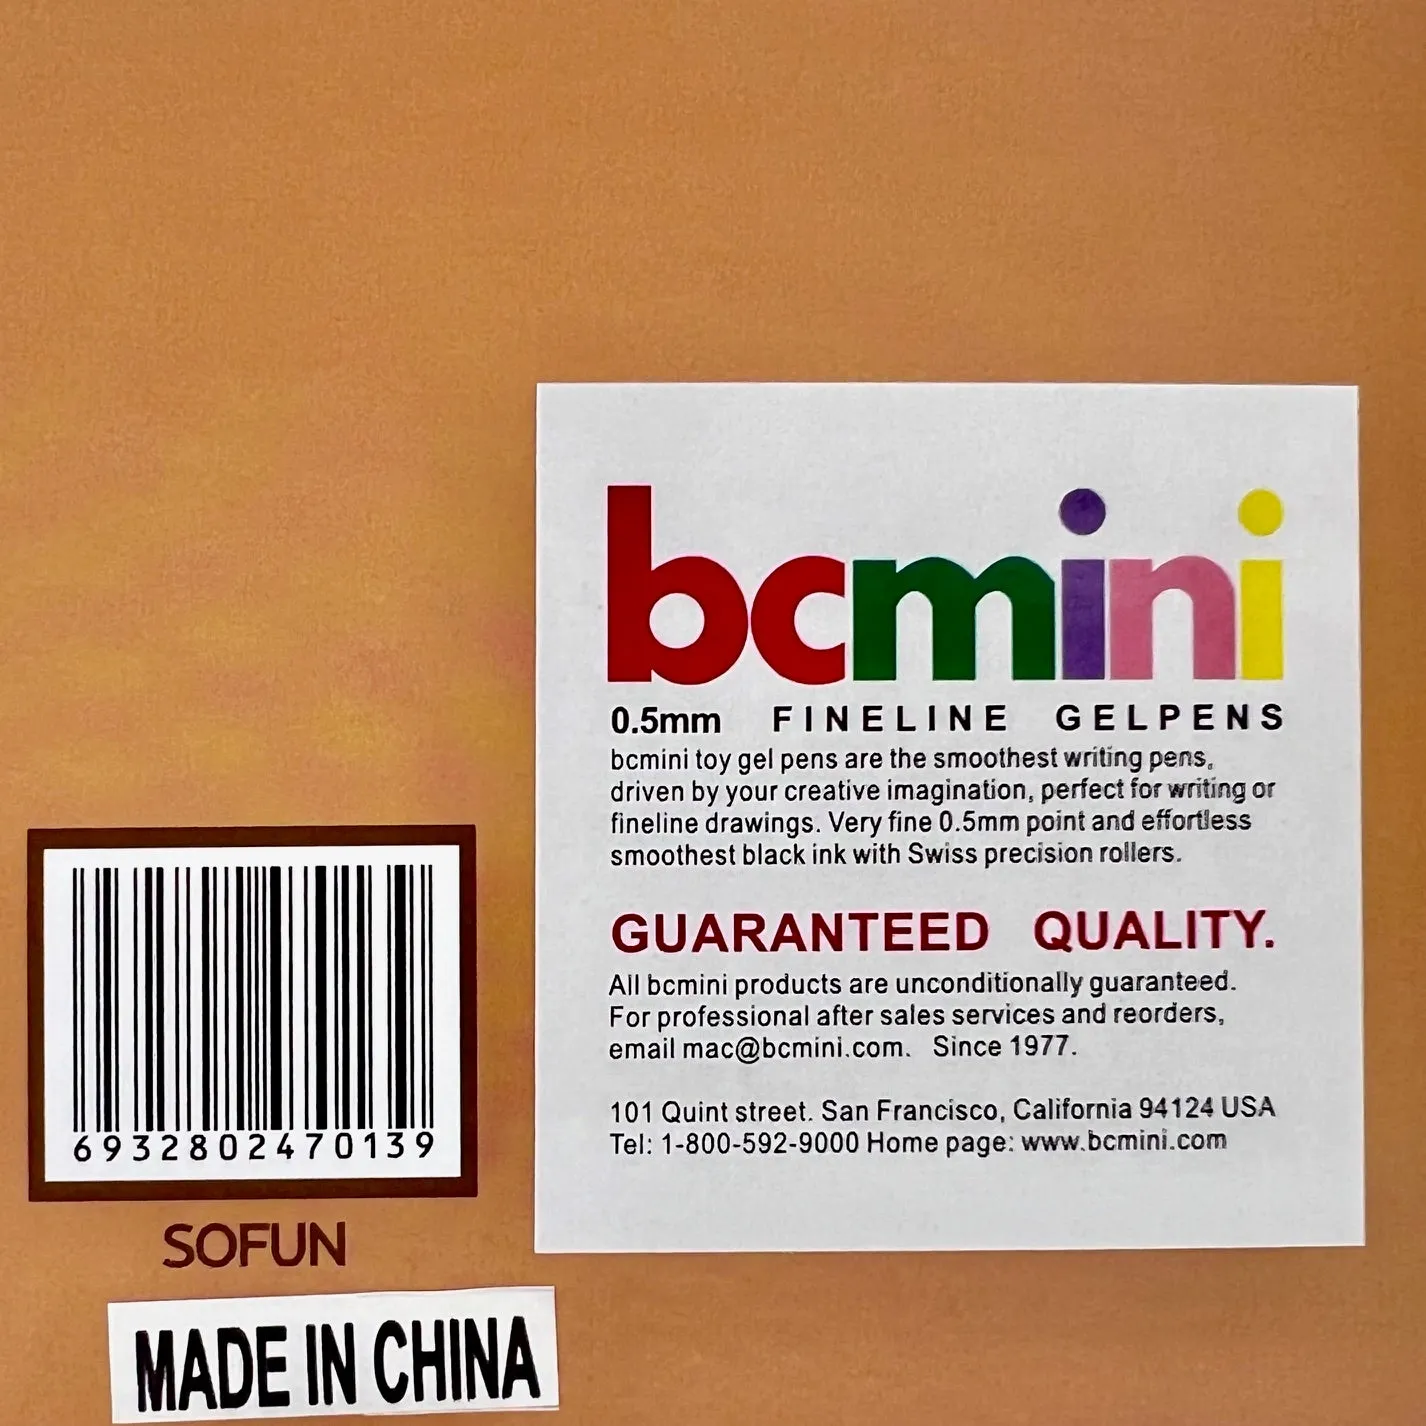 bcmini
0.5mm FINELINE GELPENS
bcmini toy gel pens are the smoothest writing pens,
driven by your creative imagination, perfect for writing or
fineline drawings. Very fine 0.5mm point and effortless
smoothest black ink with Swiss precision rollers.
GUARANTEED QUALITY.
All bcmini products are unconditionally guaranteed.
For professional after sales services and reorders,
email mac@bcmini.com、 Since 1977.
101 Quint street. San Francisco, California 94124 USA
Tel: 1-800-592-9000 Home page: www.bcmini.com
6932802470139
SOFUN
MADE IN CHINA